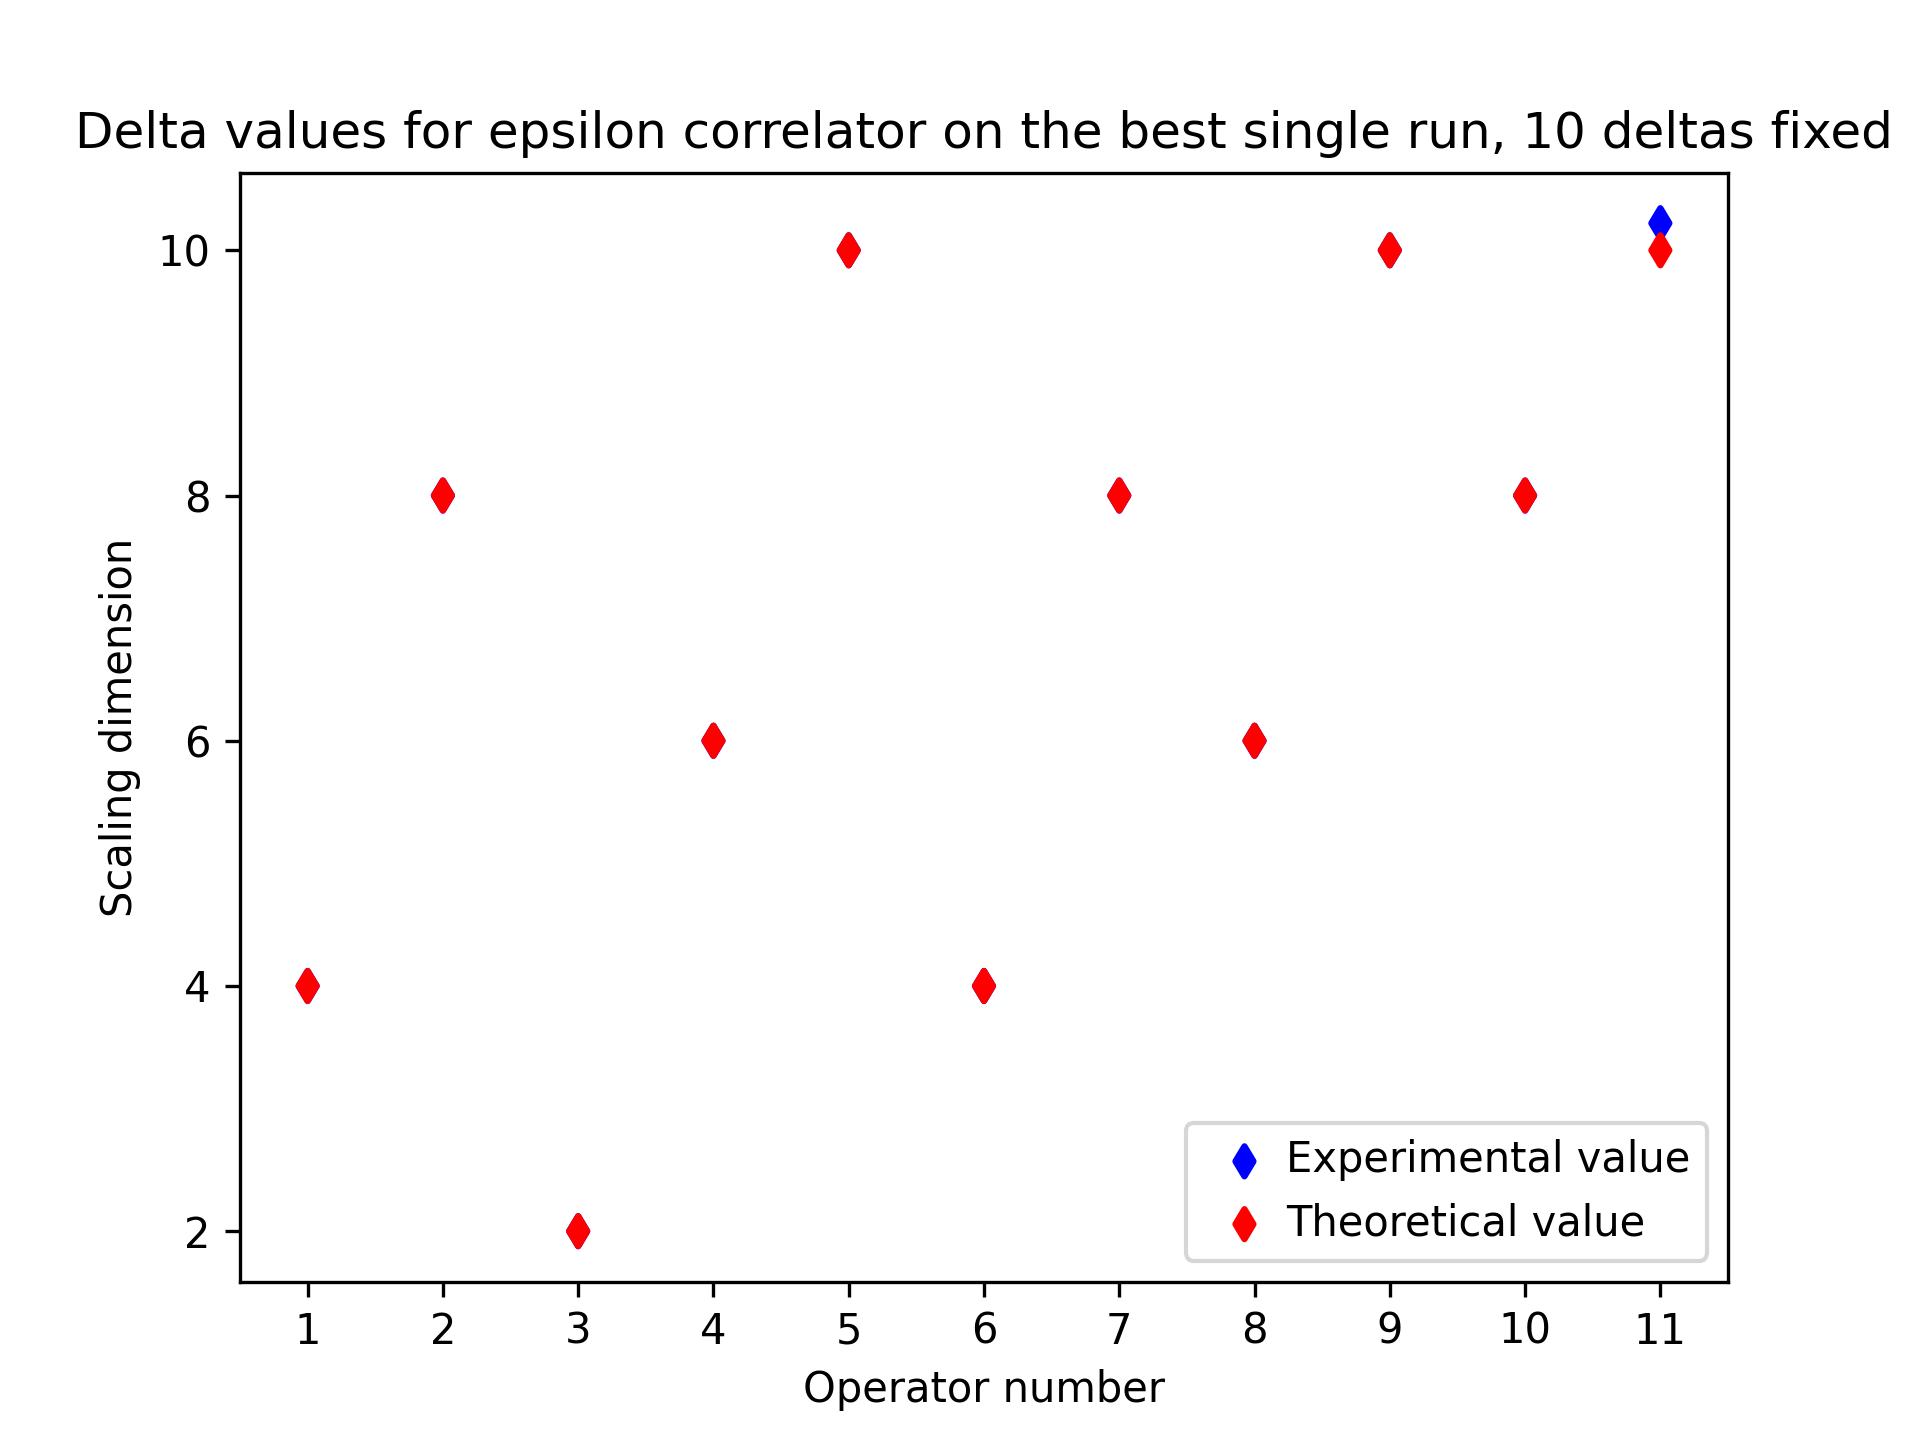 Delta values for epsilon correlator on the best single run, 10 deltas fixed
10
8
6
4
2
Scaling dimension
Experimental value
Theoretical value
1 2 3 4 5 6 7 8 9 10 11
Operator number